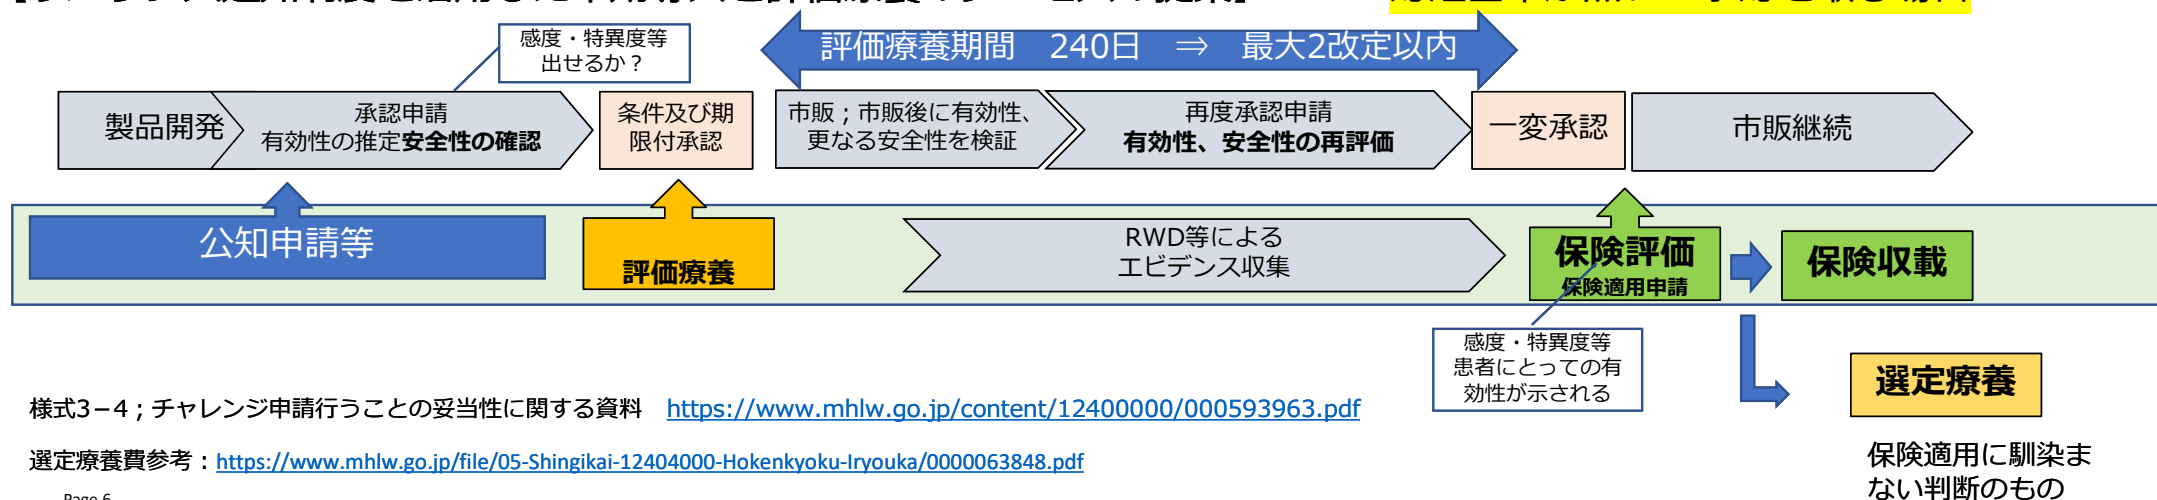 感度・特異度等
出せるか？
評価療養期間　240日　⇒　最大2改定以内
製品開発
承認申請
有効性の推定安全性の確認
条件及び期
限付承認
市販；市販後に有効性、
更なる安全性を検証
再度承認申請
有効性、安全性の再評価
一変承認
市販継続
公知申請等
評価療養
RWD等による
エビデンス収集
保険評価
保険適用申請
保険収載
感度・特異度等
患者にとっての有
効性が示される
選定療養
保険適用に馴染ま
ない判断のもの
様式3－4；チャレンジ申請行うことの妥当性に関する資料　https://www.mhlw.go.jp/content/12400000/000593963.pdf
選定療養費参考：https://www.mhlw.go.jp/file/05-Shingikai-12404000-Hokenkyoku-Iryouka/0000063848.pdf